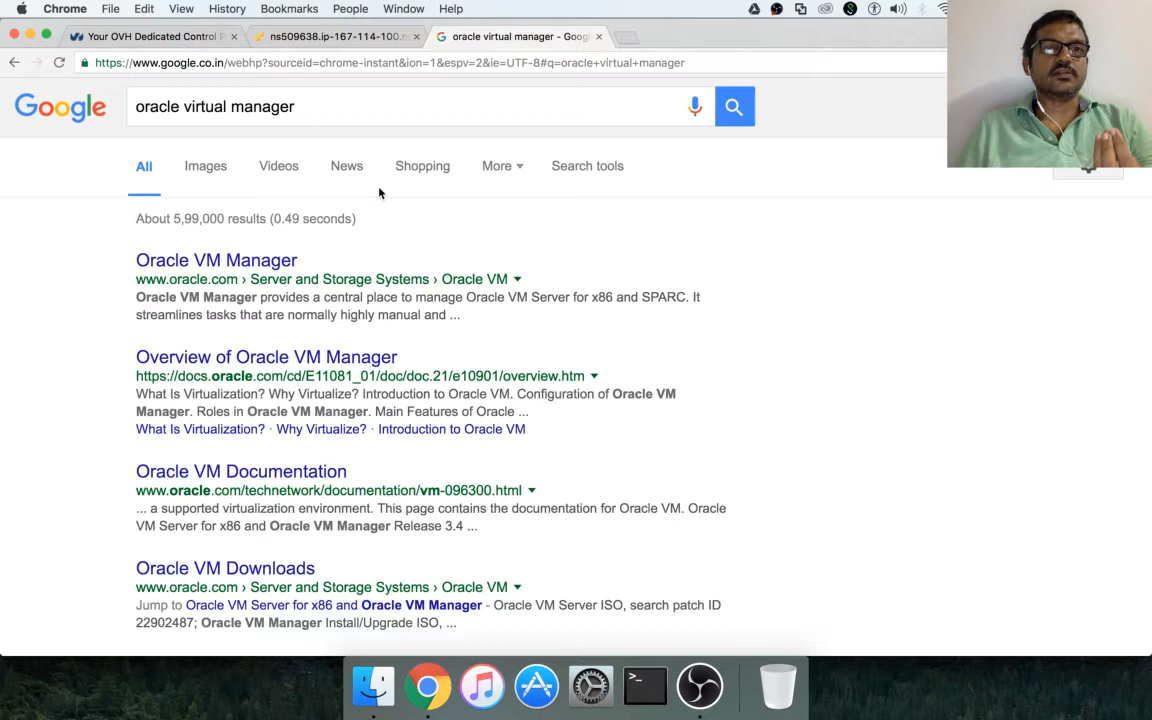 Chrome File Edit View History Bookmarks People Window Help
Your OVH Dedicated Control P
ns509638.ip-167-114-100.ns
oracle virtual manager - Goog
https://www.google.co.in/webhp?sourceid=chrome-instant&ion=1&espv=2&ie=UTF-8#q=oracle+virtual+manager
Google
oracle virtual manager
All Images Videos News Shopping More Search tools
About 5,99,000 results (0.49 seconds)
Oracle VM Manager
www.oracle.com › Server and Storage Systems › Oracle VM
Oracle VM Manager provides a central place to manage Oracle VM Server for x86 and SPARC. It
streamlines tasks that are normally highly manual and ...
Overview of Oracle VM Manager
https://docs.oracle.com/cd/E11081_01/doc/doc.21/e10901/overview.htm
What Is Virtualization? Why Virtualize? Introduction to Oracle VM. Configuration of Oracle VM
Manager. Roles in Oracle VM Manager. Main Features of Oracle ...
What Is Virtualization? · Why Virtualize? · Introduction to Oracle VM
Oracle VM Documentation
www.oracle.com/technetwork/documentation/vm-096300.html
... a supported virtualization environment. This page contains the documentation for Oracle VM. Oracle
VM Server for x86 and Oracle VM Manager Release 3.4 ...
Oracle VM Downloads
www.oracle.com › Server and Storage Systems › Oracle VM
Jump to Oracle VM Server for x86 and Oracle VM Manager - Oracle VM Server ISO, search patch ID
22902487; Oracle VM Manager Install/Upgrade ISO, ...